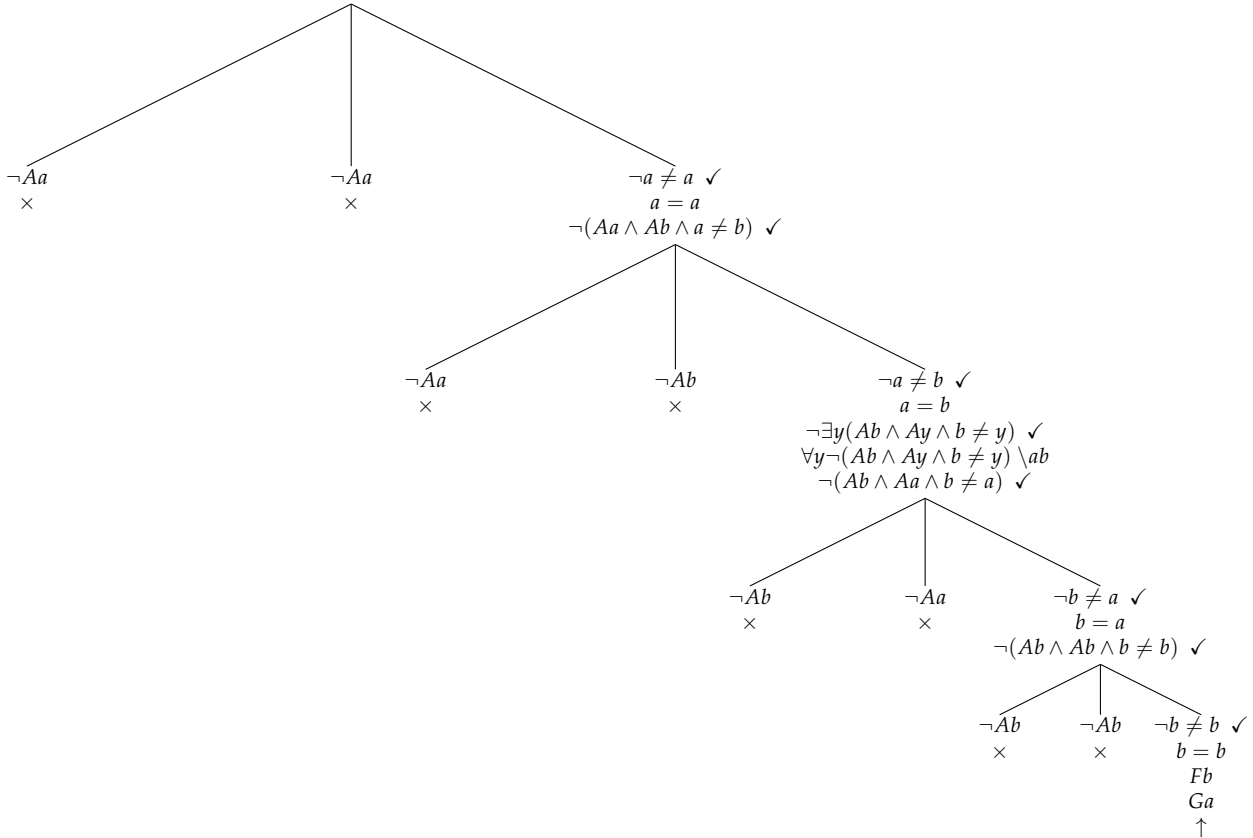 ¬Aa ¬Aa ¬a ≠ a ✓
× × a = a
¬(Aa ∧ Ab ∧ a ≠ b) ✓
¬Aa ¬Ab ¬a ≠ b ✓
× × a = b
¬∃y(Ab ∧ Ay ∧ b ≠ y) ✓
∀y¬(Ab ∧ Ay ∧ b ≠ y) \ab
¬(Ab ∧ Aa ∧ b ≠ a) ✓
¬Ab ¬Aa ¬b ≠ a ✓
× × b = a
¬(Ab ∧ Ab ∧ b ≠ b) ✓
¬Ab ¬Ab ¬b ≠ b ✓
× × b = b
Fb
Ga
↑